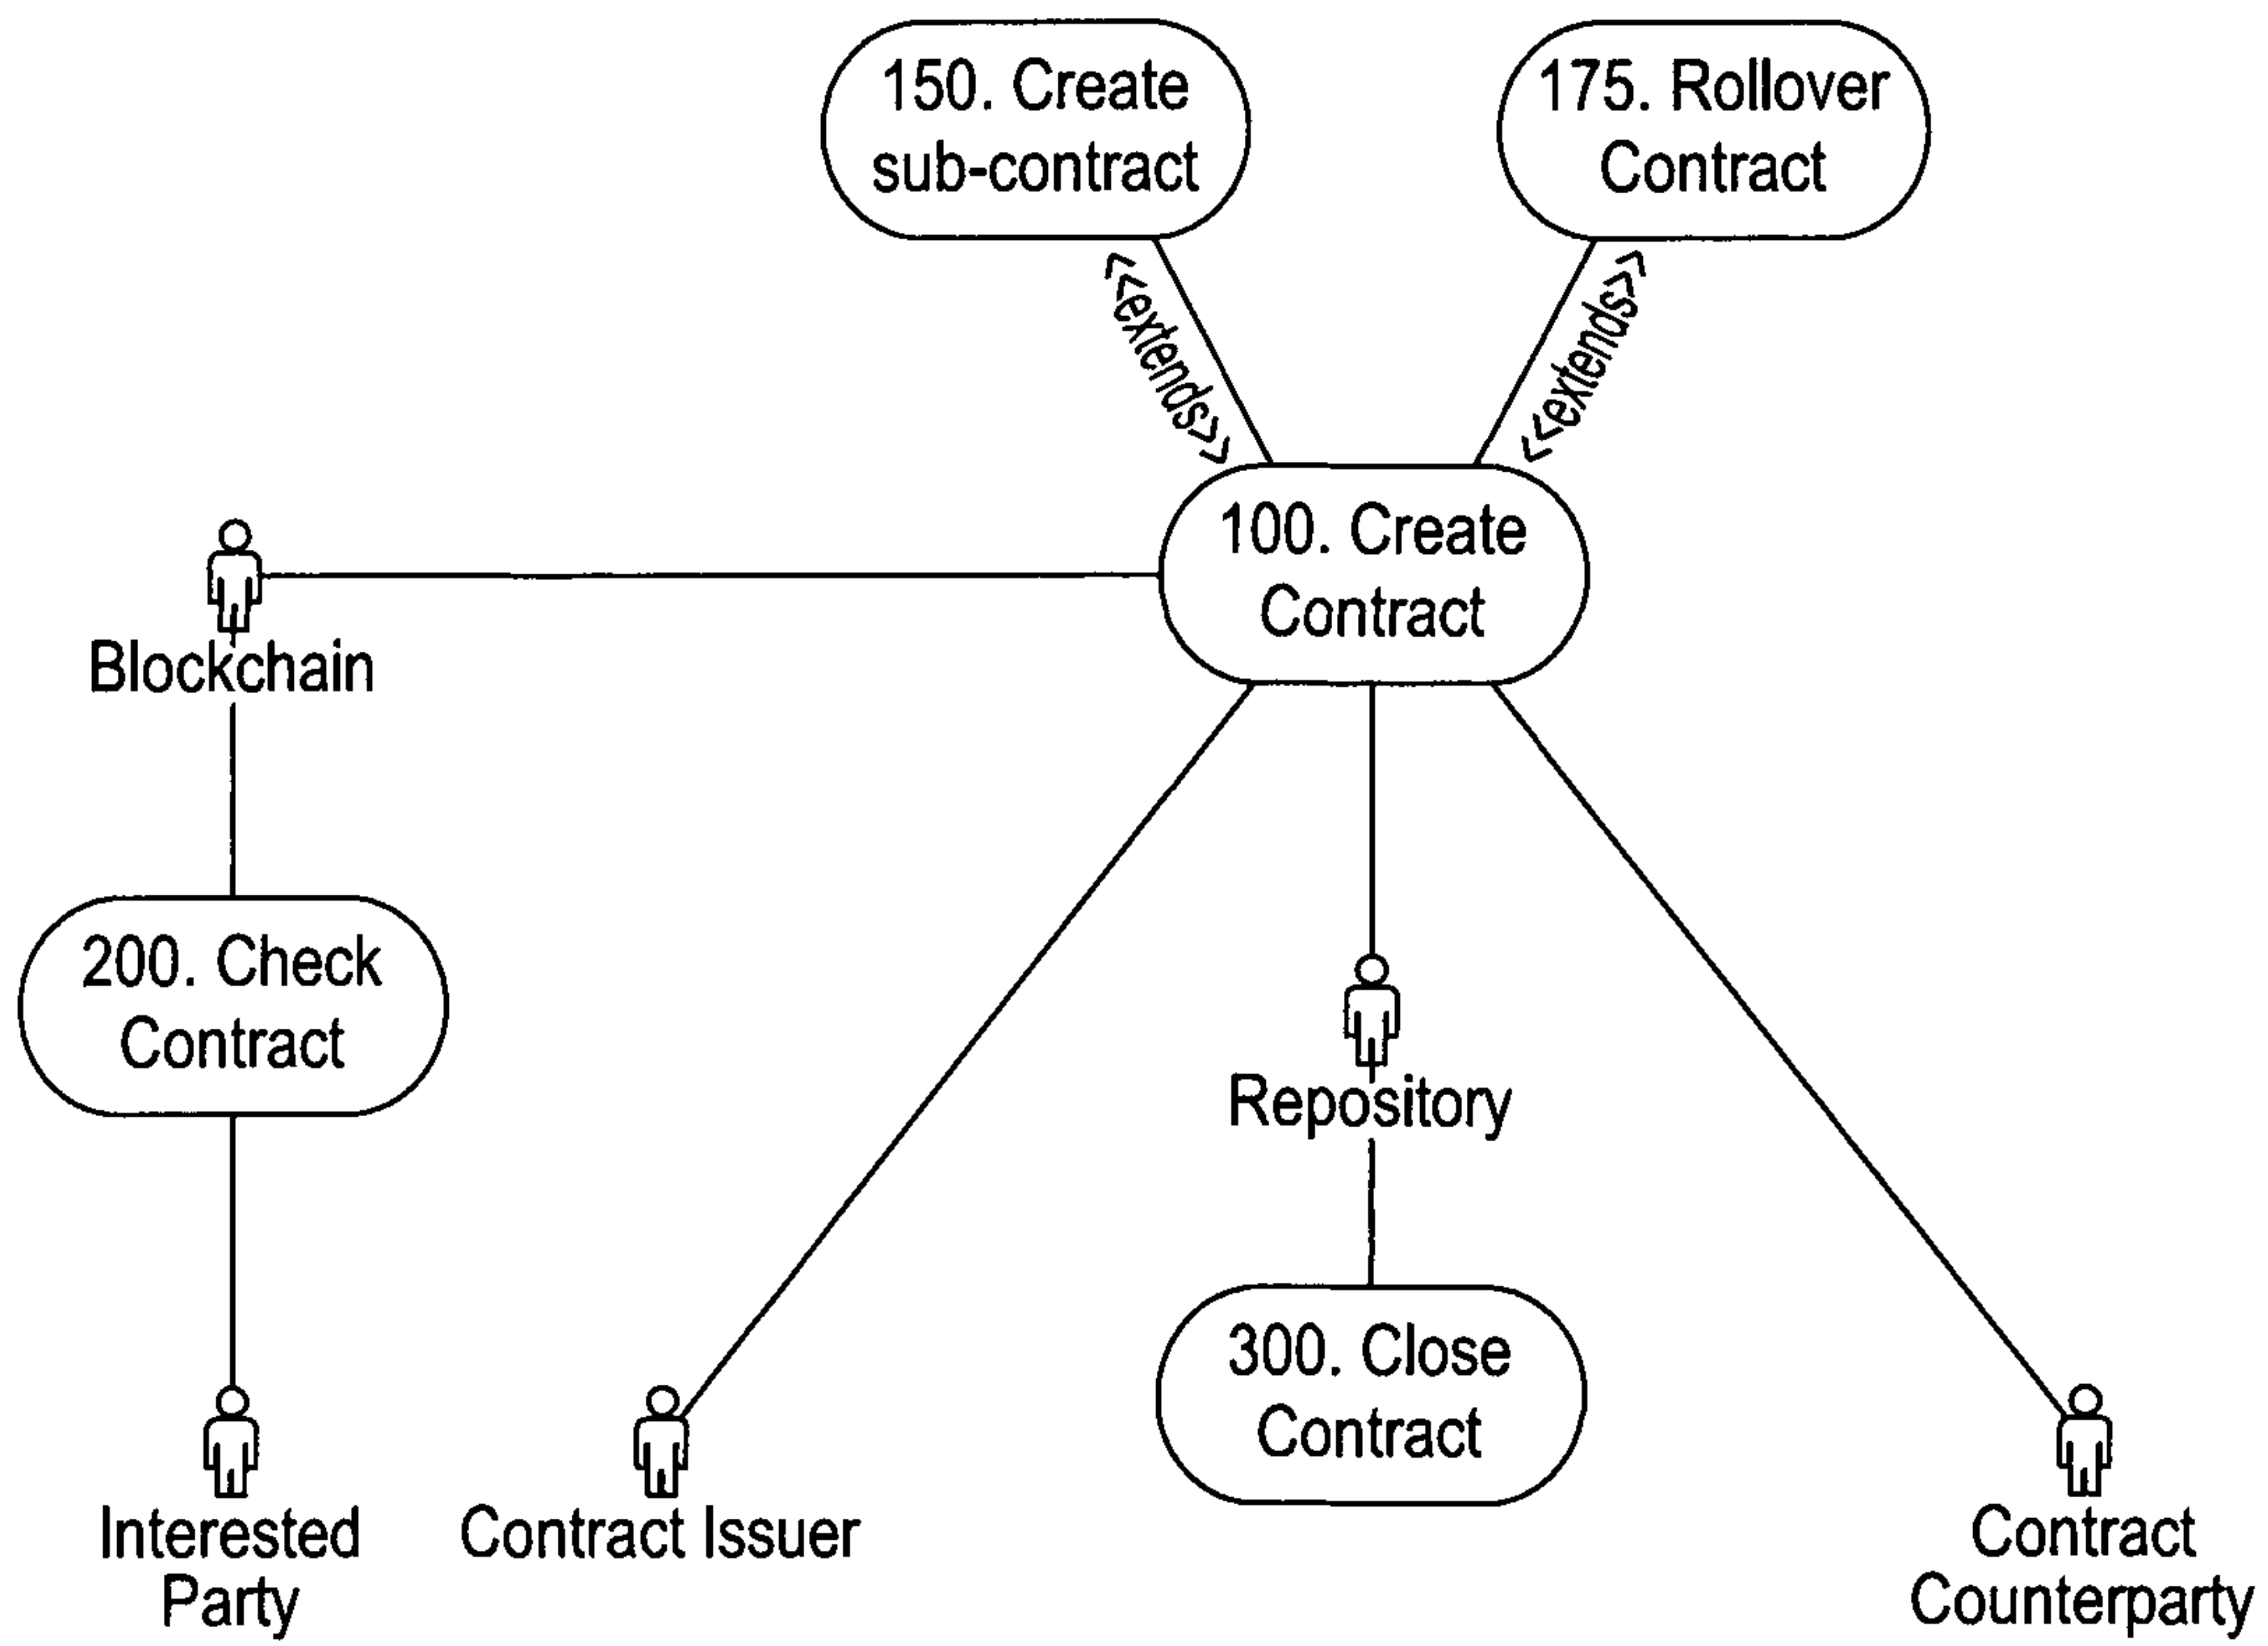 150. Create
sub-contract
175. Rollover
Contract
<<extends>>
<<extends>>
100. Create
Contract
Blockchain
200. Check
Contract
Repository
300. Close
Contract
Interested
Party
Contract Issuer
Contract
Counterparty